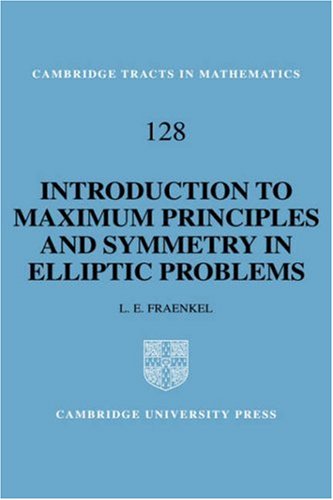 CAMBRIDGE TRACTS IN MATHEMATICS
128
INTRODUCTION TO
MAXIMUM PRINCIPLES
AND SYMMETRY IN
ELLIPTIC PROBLEMS
L. E. FRAENKEL
CAMBRIDGE UNIVERSITY PRESS